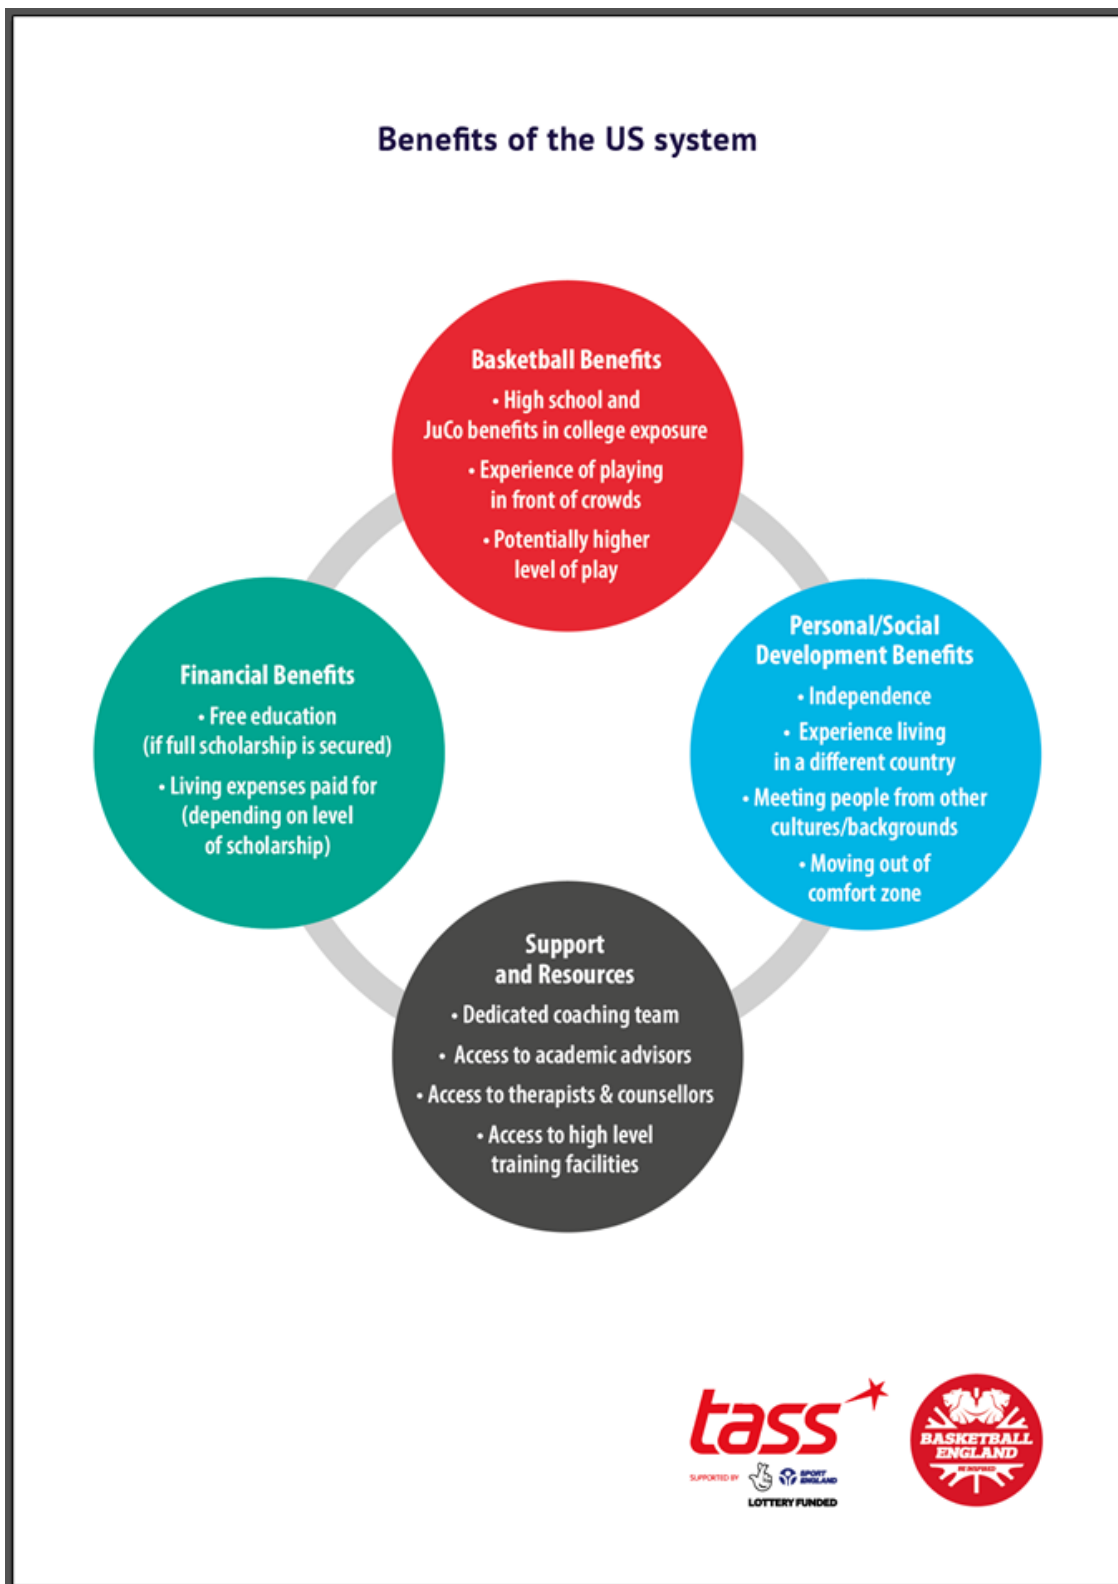 Benefits of the US system
Basketball Benefits
• High school and
JuCo benefits in college exposure
• Experience of playing
in front of crowds
• Potentially higher
level of play
Financial Benefits
• Free education
(if full scholarship is secured)
• Living expenses paid for
(depending on level
of scholarship)
Personal/Social
Development Benefits
• Independence
• Experience living
in a different country
• Meeting people from other
cultures/backgrounds
• Moving out of
comfort zone
Support
and Resources
• Dedicated coaching team
• Access to academic advisors
• Access to therapists & counsellors
• Access to high level
training facilities
tass
SUPPORTED BY
SPORT
ENGLAND
LOTTERY FUNDED
BASKETBALL
ENGLAND
BE INSPIRED